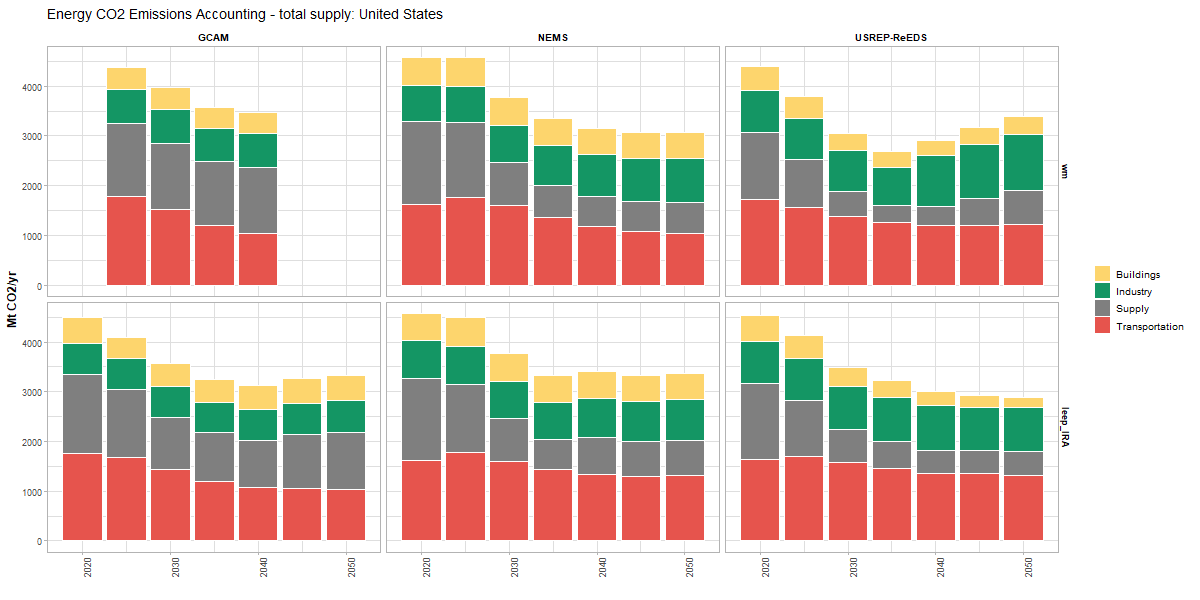 Energy CO2 Emissions Accounting - total supply: United States
GCAM
NEMS
USREP-ReEDS
4000
3000
2000
1000
0
wm
4000
3000
2000
1000
0
leep_IRA
Mt CO2/yr
2020
2030
2040
2050
2020
2030
2040
2050
2020
2030
2040
2050
Buildings
Industry
Supply
Transportation